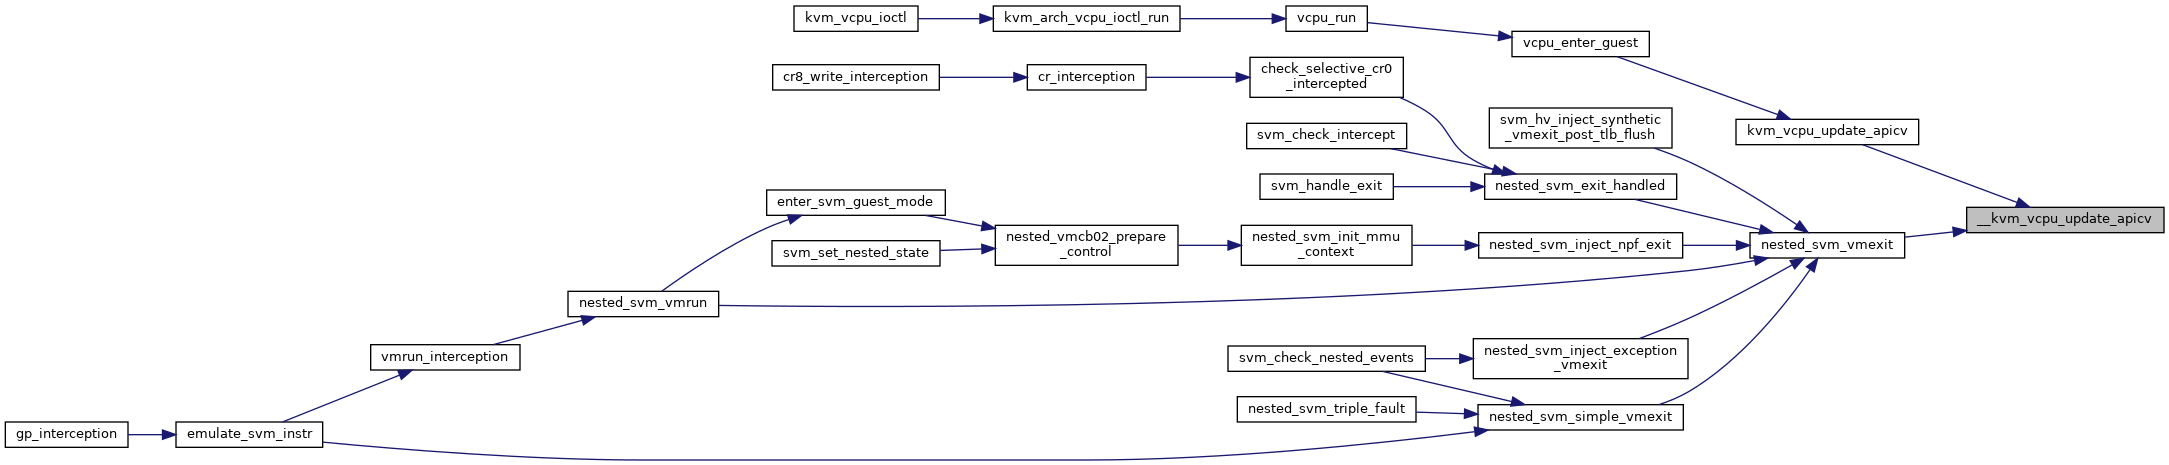 kvm_vcpu_ioctl
kvm_arch_vcpu_ioctl_run
vcpu_run
vcpu_enter_guest
cr8_write_interception
cr_interception
check_selective_cr0
_intercepted
svm_hv_inject_synthetic
_vmexit_post_tlb_flush
kvm_vcpu_update_apicv
svm_check_intercept
svm_handle_exit
nested_svm_exit_handled
enter_svm_guest_mode
__kvm_vcpu_update_apicv
svm_set_nested_state
nested_vmcb02_prepare
_control
nested_svm_init_mmu
_context
nested_svm_inject_npf_exit
nested_svm_vmexit
nested_svm_vmrun
vmrun_interception
svm_check_nested_events
nested_svm_inject_exception
_vmexit
nested_svm_triple_fault
nested_svm_simple_vmexit
gp_interception
emulate_svm_instr